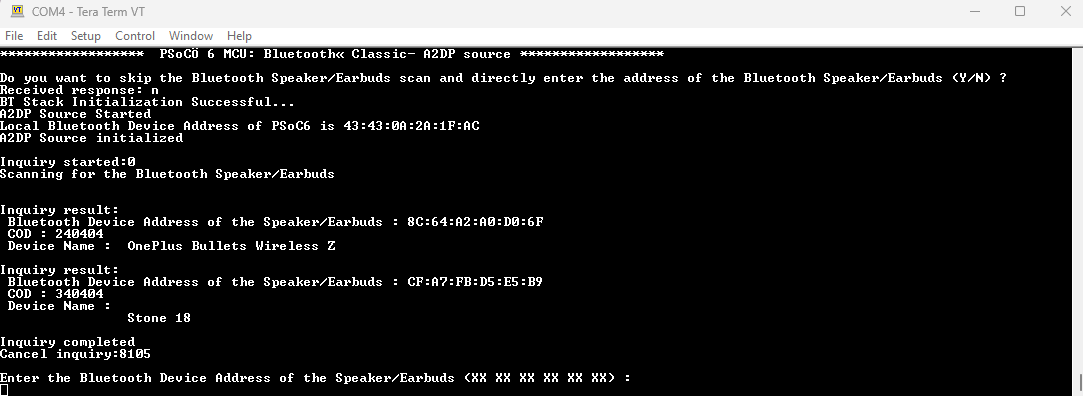 COM4 - Tera Term VT
File Edit Setup Control Window Help
****************** PSoCÖ 6 MCU: Bluetooth« Classic- A2DP source ******************
Do you want to skip the Bluetooth Speaker/Earbuds scan and directly enter the address of the Bluetooth Speaker/Earbuds (Y/N) ?
Received response: n
BT Stack Initialization Successful...
A2DP Source Started
Local Bluetooth Device Address of PSoC6 is 43:43:0A:2A:1F:AC
A2DP Source initialized
Inquiry started:0
Scanning for the Bluetooth Speaker/Earbuds
Inquiry result:
Bluetooth Device Address of the Speaker/Earbuds : 8C:64:A2:A0:D0:6F
COD : 240404
Device Name : OnePlus Bullets Wireless Z
Inquiry result:
Bluetooth Device Address of the Speaker/Earbuds : CF:A7:FB:D5:E5:B9
COD : 340404
Device Name :
Stone 18
Inquiry completed
Cancel inquiry:8105
Enter the Bluetooth Device Address of the Speaker/Earbuds (XX XX XX XX XX XX) :